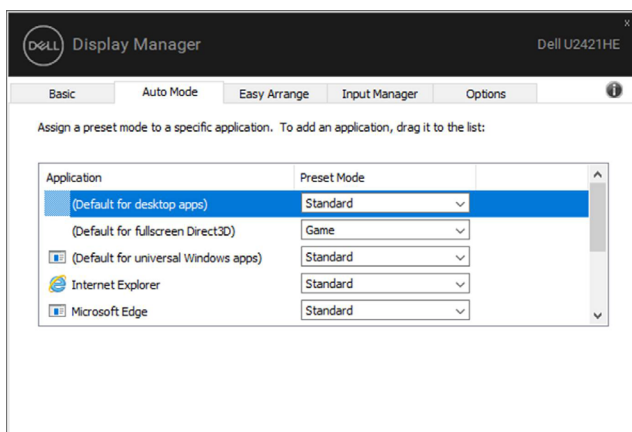 x
DELL Display Manager Dell U2421HE
Basic Auto Mode Easy Arrange Input Manager Options
Assign a preset mode to a specific application. To add an application, drag it to the list:
Application Preset Mode
(Default for desktop apps) Standard
(Default for fullscreen Direct3D) Game
(Default for universal Windows apps) Standard
Internet Explorer Standard
Microsoft Edge Standard